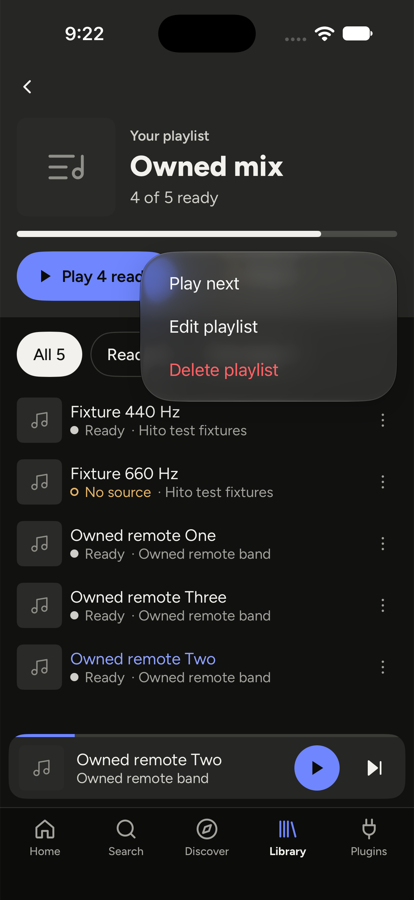 9:22
Your playlist
Owned mix
4 of 5 ready
Play 4 read
Play next
Edit playlist
Delete playlist
All 5
Read
Fixture 440 Hz
Ready · Hito test fixtures
Fixture 660 Hz
No source · Hito test fixtures
Owned remote One
Ready · Owned remote band
Owned remote Three
Ready · Owned remote band
Owned remote Two
Ready · Owned remote band
Owned remote Two
Owned remote band
Home
Search
Discover
Library
Plugins